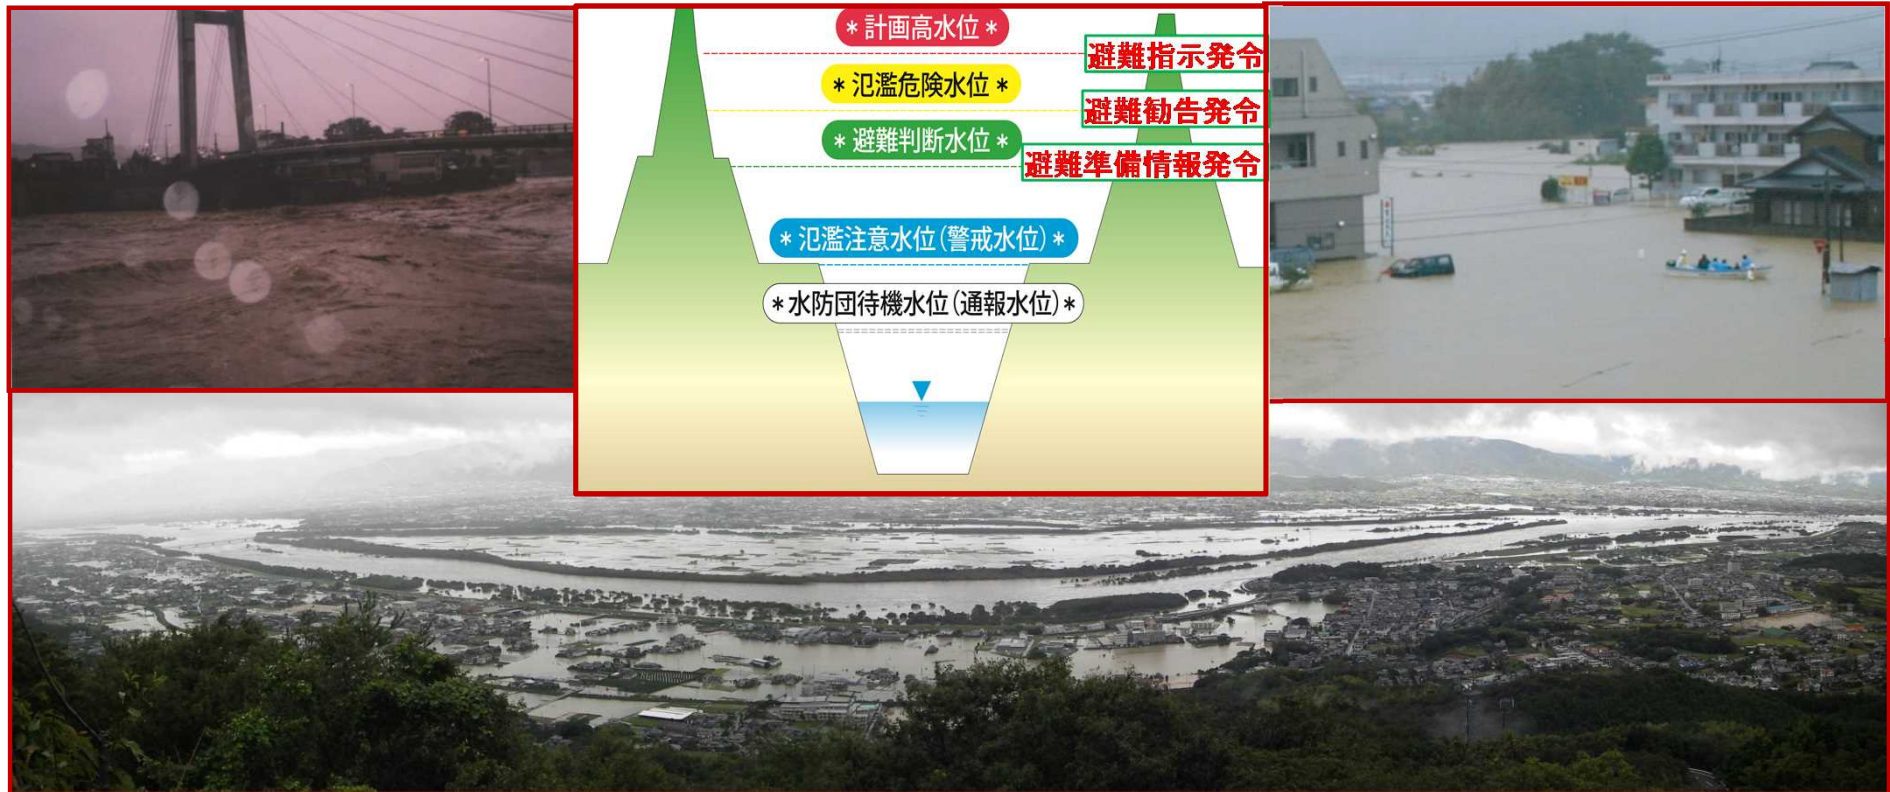 ＊計画高水位＊
避難指示発令
＊氾濫危険水位＊
避難勧告発令
＊避難判断水位＊
避難準備情報発令
＊氾濫注意水位（警戒水位）＊
＊水防団待機水位（通報水位）＊